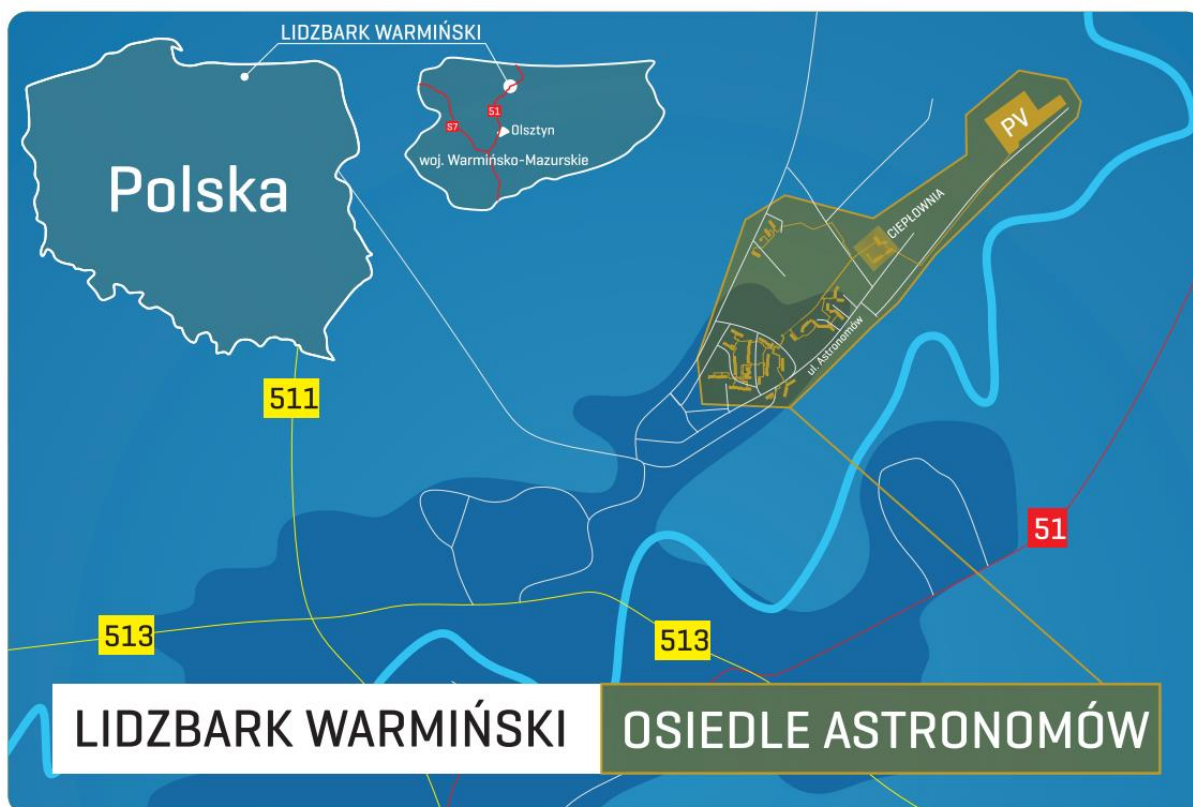 LIDZBARK WARMIŃSKI
Polska
S7
51
Olsztyn
woj. Warmińsko-Mazurskie
PV
CIEPŁOWNIA
ul. Astronomów
511
51
513
513
LIDZBARK WARMIŃSKI
OSIEDLE ASTRONOMÓW